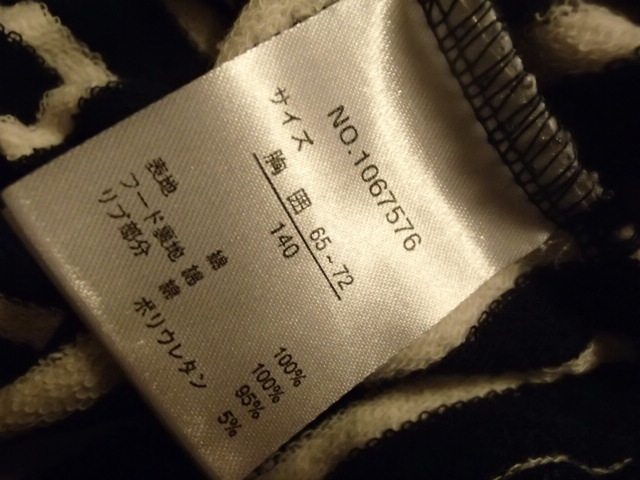 NO.1067576
サイズ
胸 囲 65~72
140
表地 綿 100%
フード裏地 綿 100%
リブ部分 綿 95%
ポリウレタン 5%